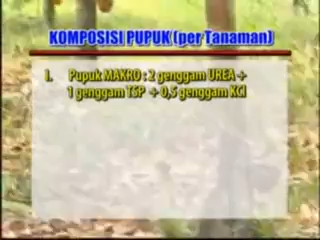 KOMPOSISI PUPUK (per Tanaman)
I. Pupuk MAKRO : 2 genggam UREA +
1 genggam TSP + 0,5 genggam KCl